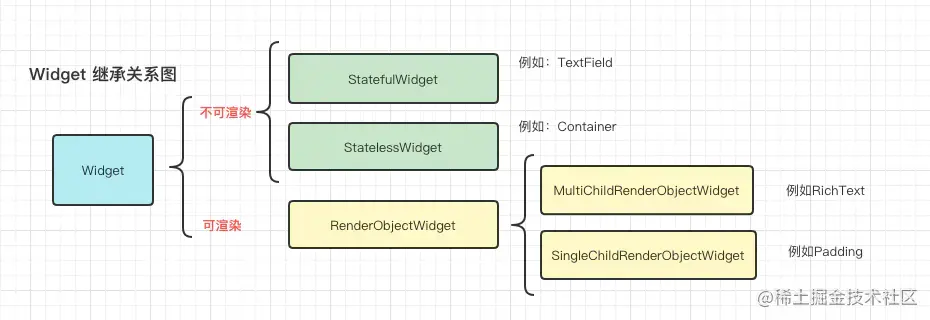 Widget 继承关系图
StatefulWidget
例如：TextField
不可渲染
StatelessWidget
例如：Container
Widget
MultiChildRenderObjectWidget
例如RichText
可渲染
RenderObjectWidget
SingleChildRenderObjectWidget
例如Padding
@稀土掘金技术社区